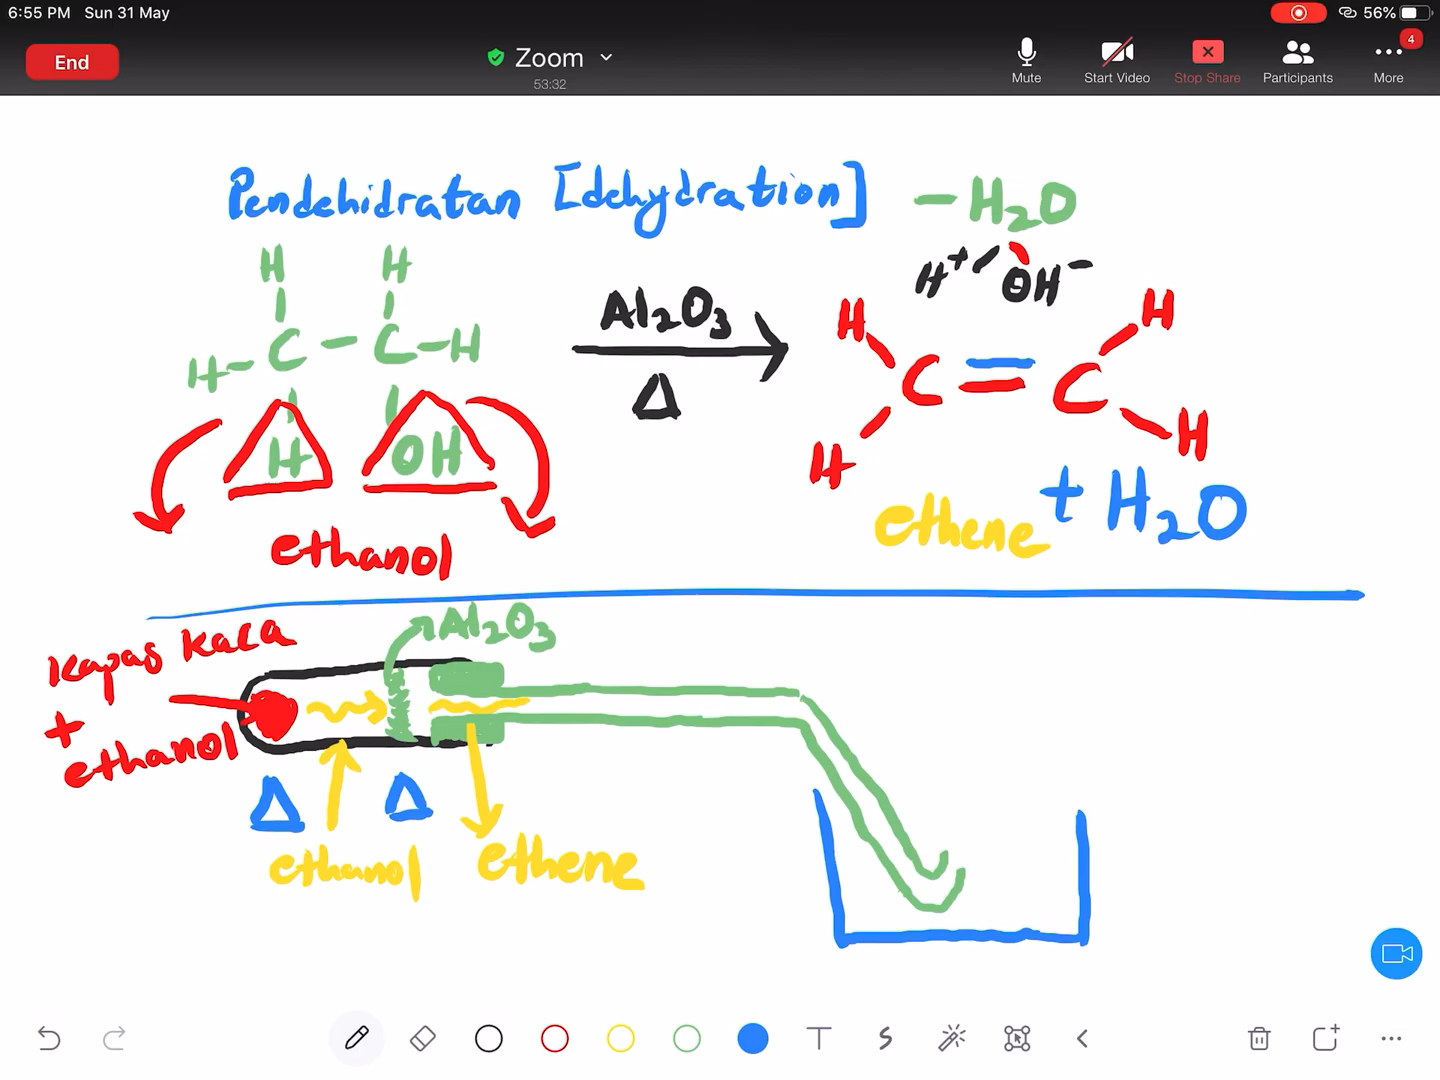 6:55 PM Sun 31 May
56%
End
Zoom
53:32
Mute
Start Video
Stop Share
Participants
4
More
Pendehidratan [dehydration] - H₂O
H⁺ OH⁻
H H
H - C - C - H
H OH
ethanol
Al₂O₃
Δ
H H
C = C
H H
ethene + H₂O
Kapas Kaca
+
ethanol
Al₂O₃
Δ Δ
ethanol
ethene
T